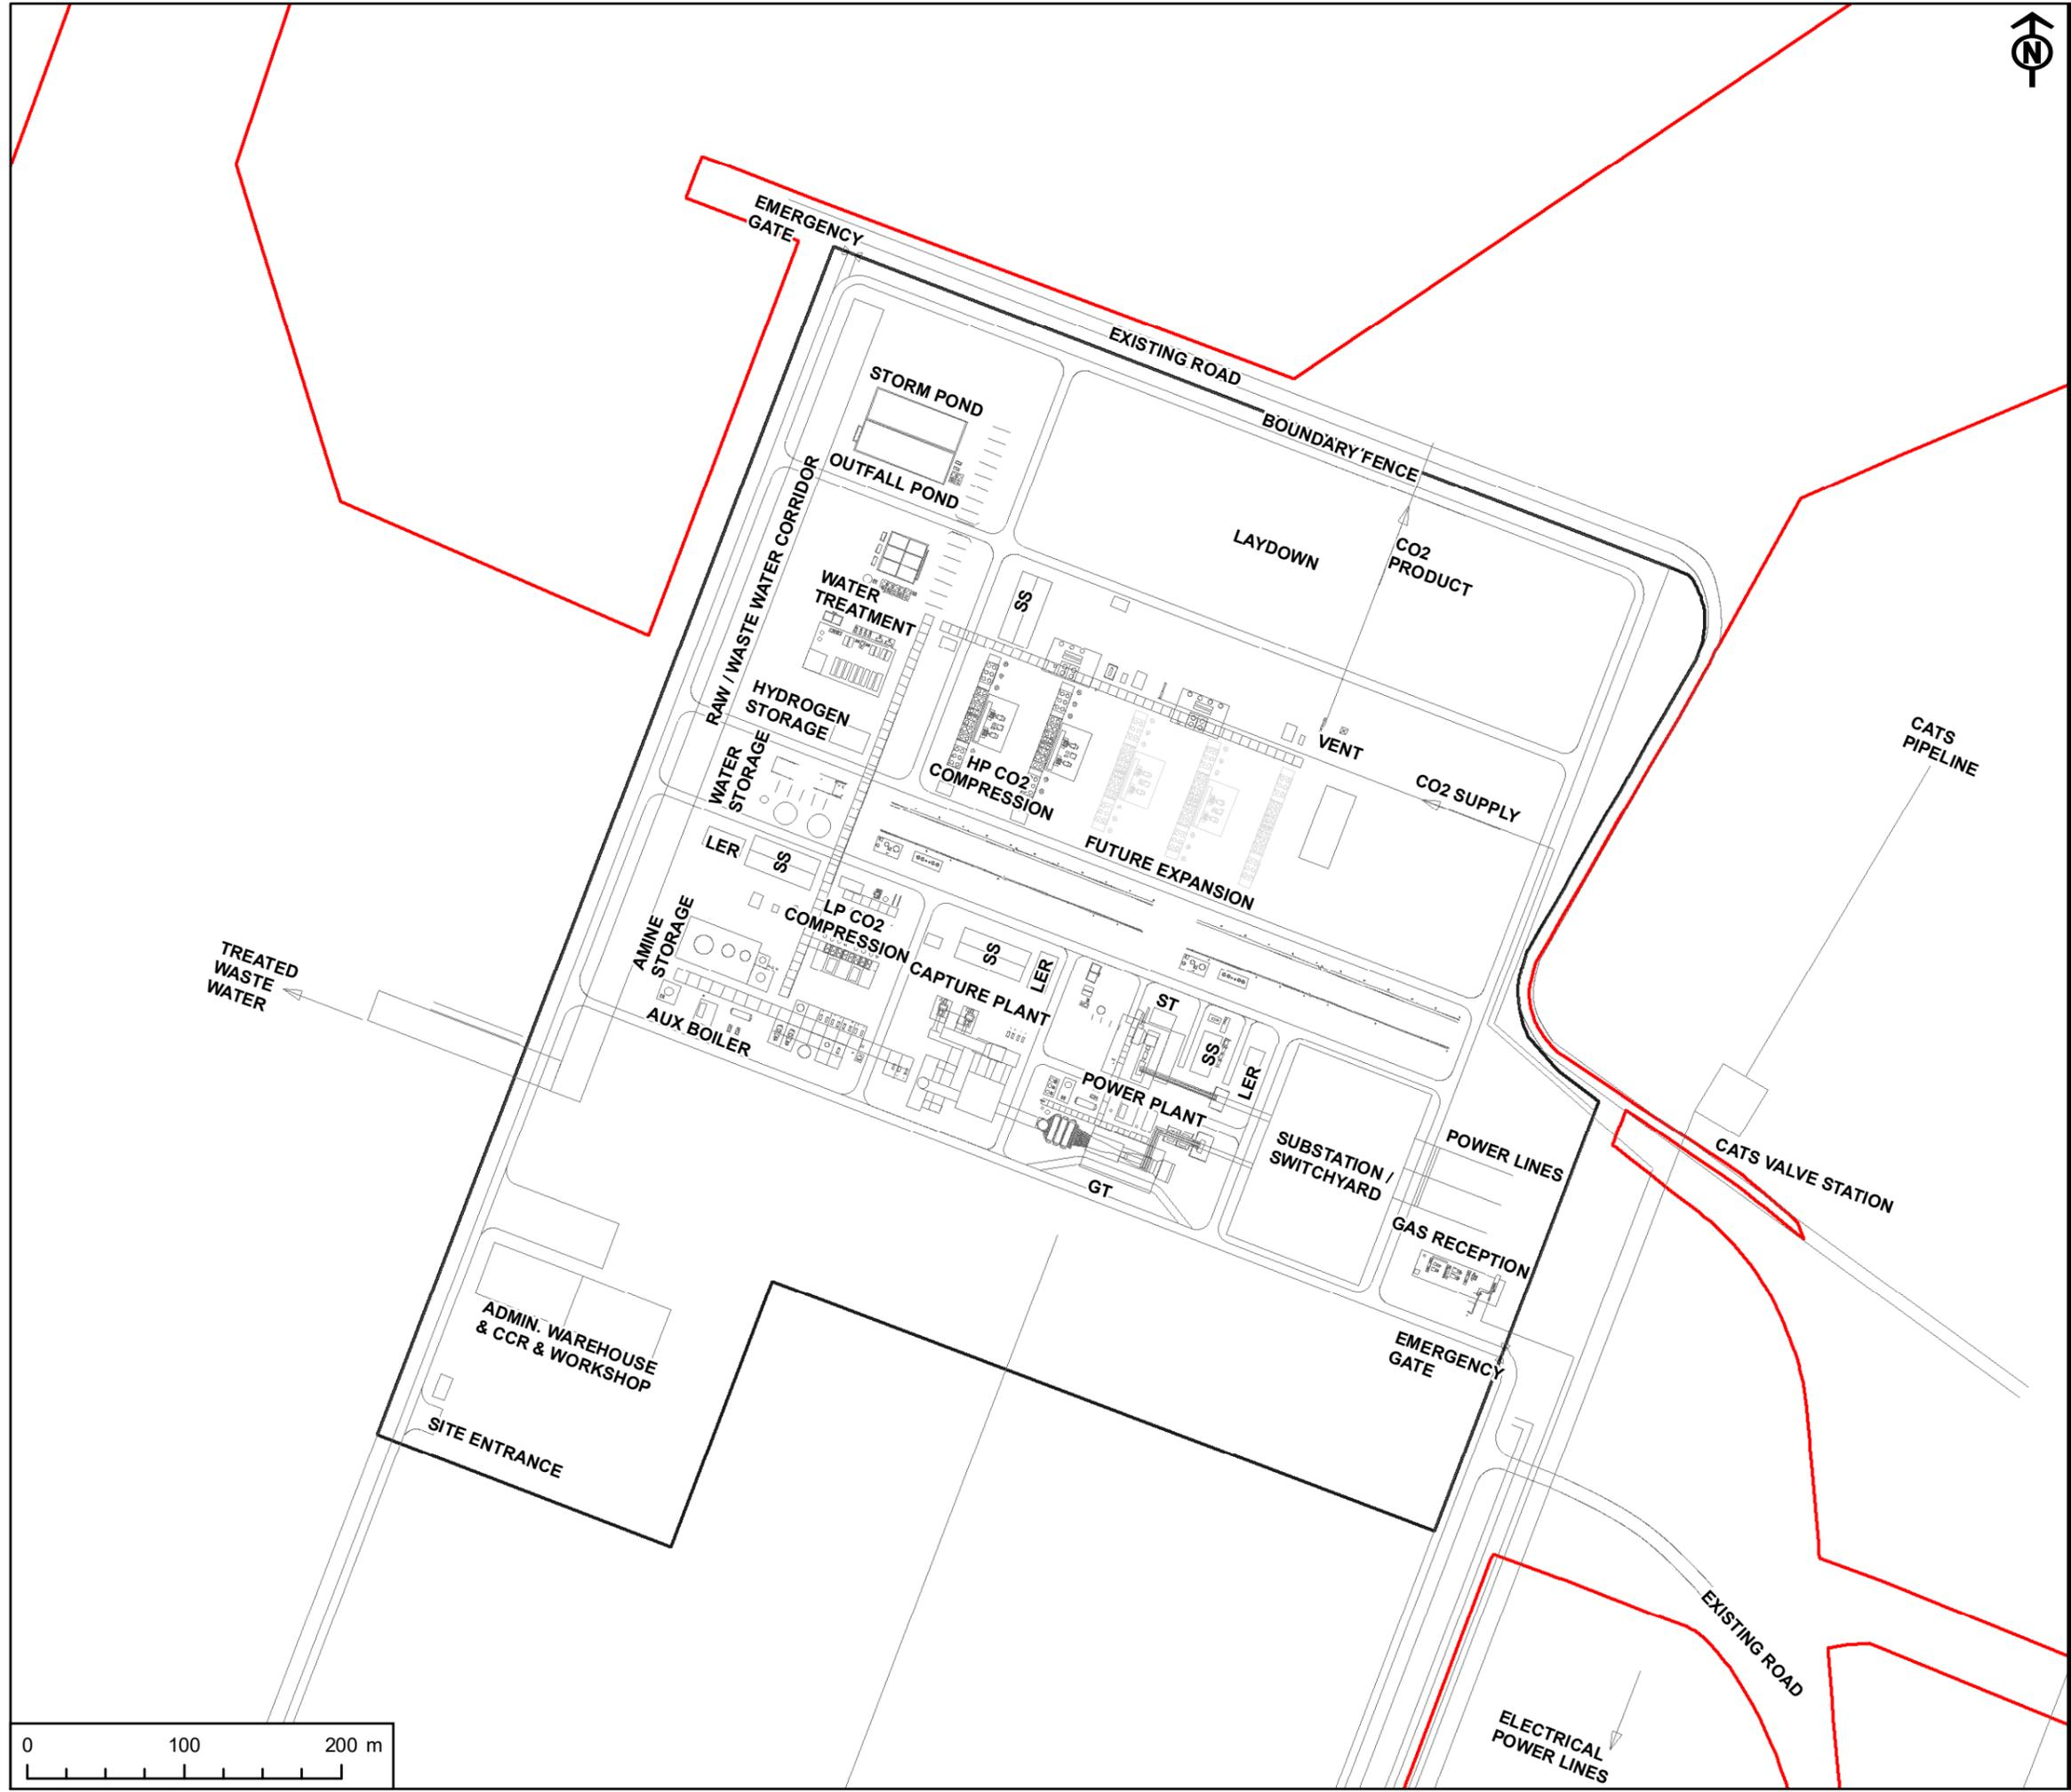 N
EMERGENCY
GATE
EXISTING ROAD
BOUNDARY FENCE
STORM POND
OUTFALL POND
RAW / WASTE WATER CORRIDOR
LAYDOWN
CO2
PRODUCT
SS
WATER
TREATMENT
HYDROGEN
STORAGE
WATER
STORAGE
HP CO2
COMPRESSION
VENT
CO2 SUPPLY
CATS
PIPELINE
FUTURE EXPANSION
LER
SS
LP CO2
COMPRESSION
AMINE
STORAGE
TREATED
WASTE
WATER
SS
LER
CAPTURE PLANT
AUX BOILER
ST
SS
LER
POWER PLANT
GT
SUBSTATION /
SWITCHYARD
POWER LINES
CATS VALVE STATION
GAS RECEPTION
EMERGENCY
GATE
ADMIN. WAREHOUSE
& CCR & WORKSHOP
SITE ENTRANCE
EXISTING ROAD
ELECTRICAL
POWER LINES
0 100 200 m